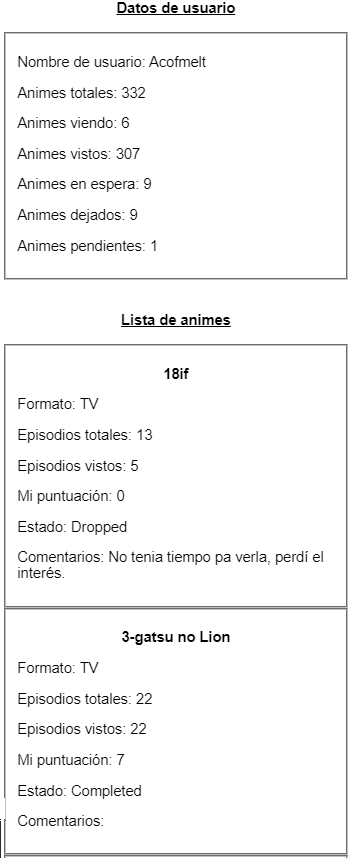 Datos de usuario
Nombre de usuario: Acofmelt
Animes totales: 332
Animes viendo: 6
Animes vistos: 307
Animes en espera: 9
Animes dejados: 9
Animes pendientes: 1
Lista de animes
18if
Formato: TV
Episodios totales: 13
Episodios vistos: 5
Mi puntuación: 0
Estado: Dropped
Comentarios: No tenia tiempo pa verla, perdí el
interés.
3-gatsu no Lion
Formato: TV
Episodios totales: 22
Episodios vistos: 22
Mi puntuación: 7
Estado: Completed
Comentarios: